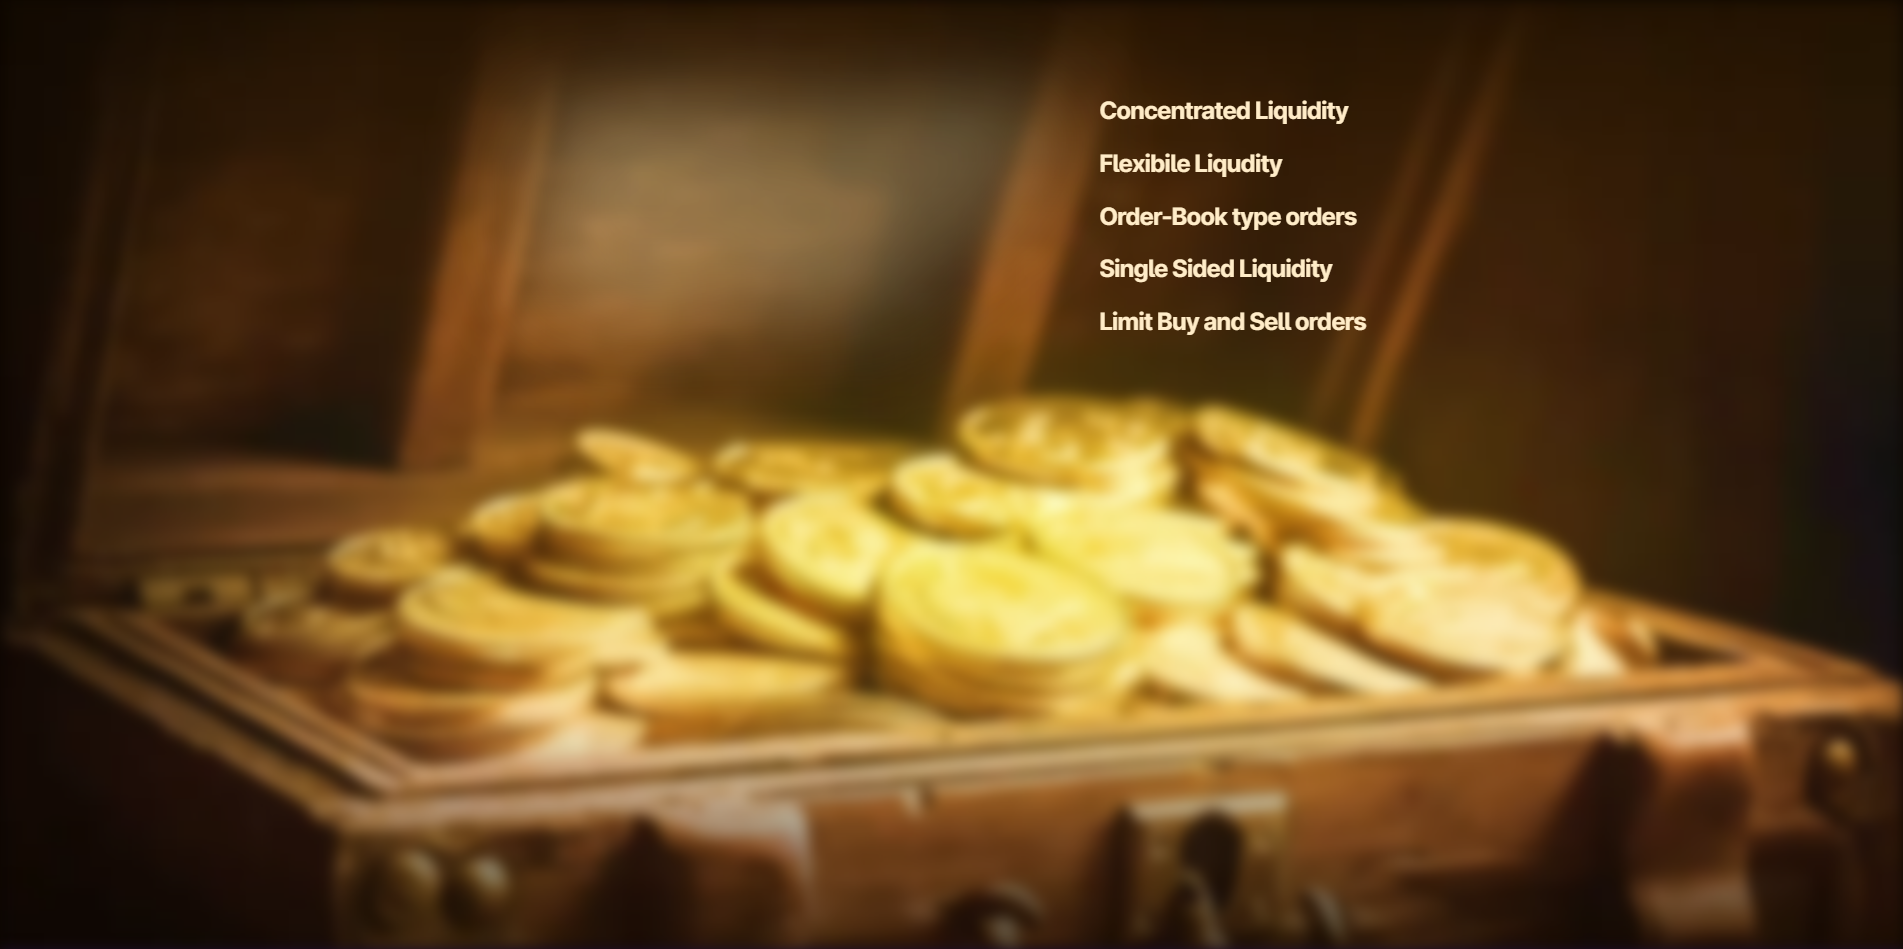 Concentrated Liquidity
Flexibile Liqudity
Order-Book type orders
Single Sided Liquidity
Limit Buy and Sell orders